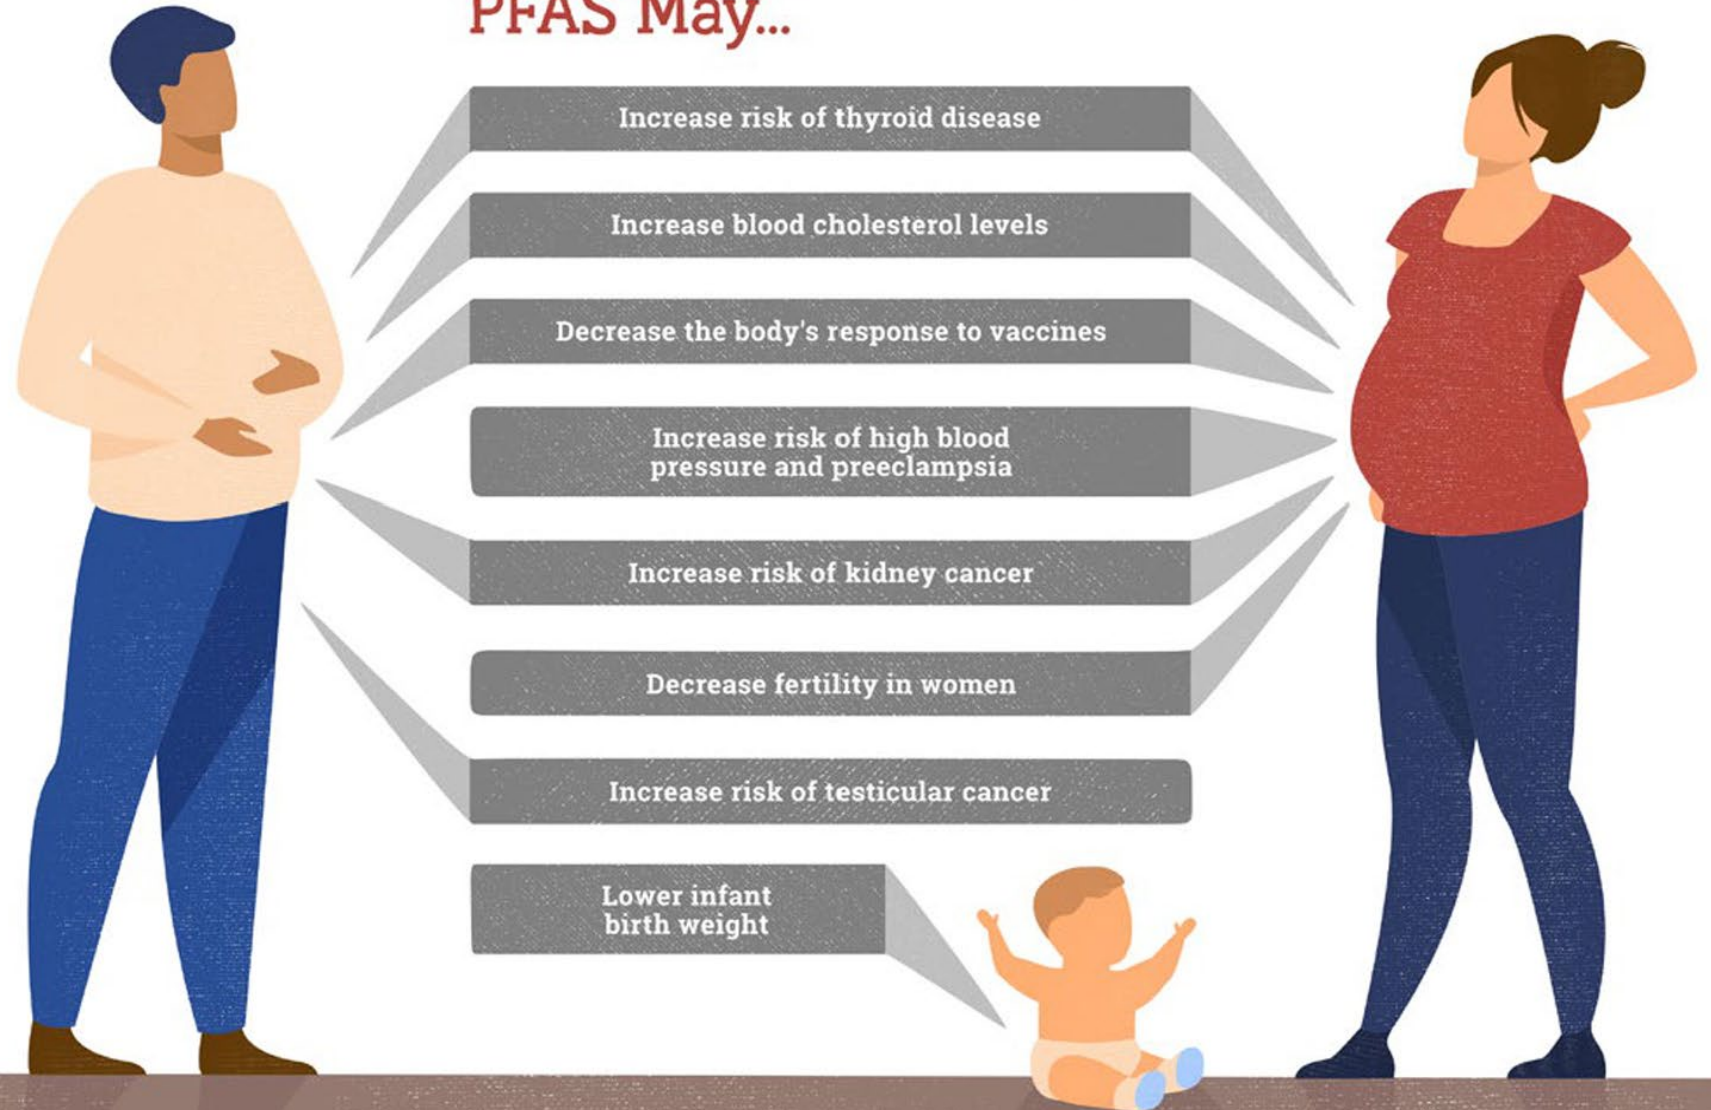 PFAS May...
Increase risk of thyroid disease
Increase blood cholesterol levels
Decrease the body's response to vaccines
Increase risk of high blood
pressure and preeclampsia
Increase risk of kidney cancer
Decrease fertility in women
Increase risk of testicular cancer
Lower infant
birth weight